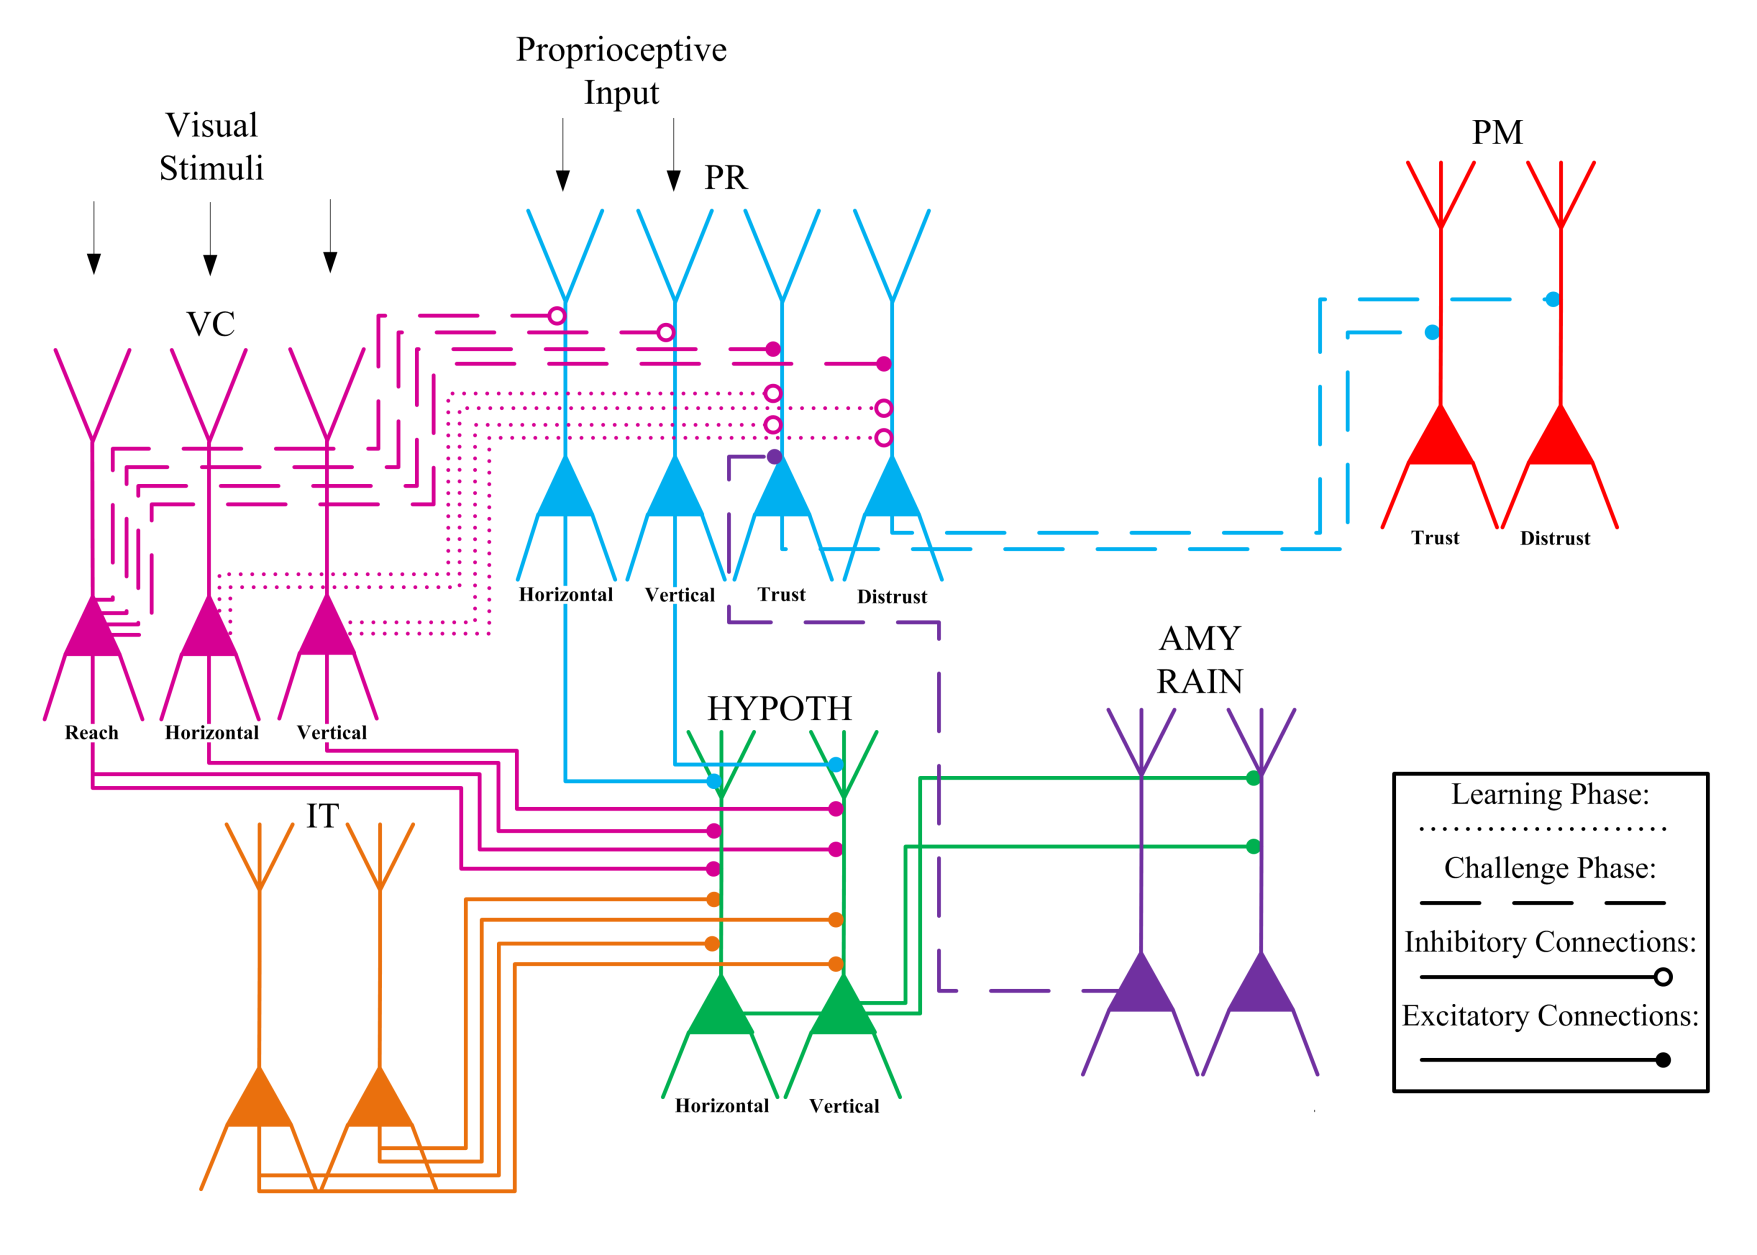 Proprioceptive
Input
Visual
Stimuli
PM
PR
VC
Trust
Distrust
Horizontal
Vertical
Trust
Distrust
AMY
RAIN
HYPOTH
Reach
Horizontal
Vertical
IT
Learning Phase:
Challenge Phase:
Inhibitory Connections:
Excitatory Connections:
Horizontal
Vertical